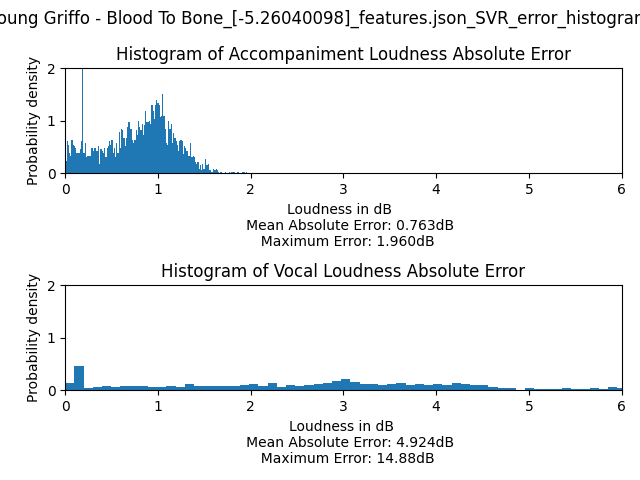 oung Griffo - Blood To Bone_[-5.26040098]_features.json_SVR_error_histogram
Histogram of Accompaniment Loudness Absolute Error
Probability density
2
1
0
0 1 2 3 4 5 6
Loudness in dB
Mean Absolute Error: 0.763dB
Maximum Error: 1.960dB
Histogram of Vocal Loudness Absolute Error
Probability density
2
1
0
0 1 2 3 4 5 6
Loudness in dB
Mean Absolute Error: 4.924dB
Maximum Error: 14.88dB